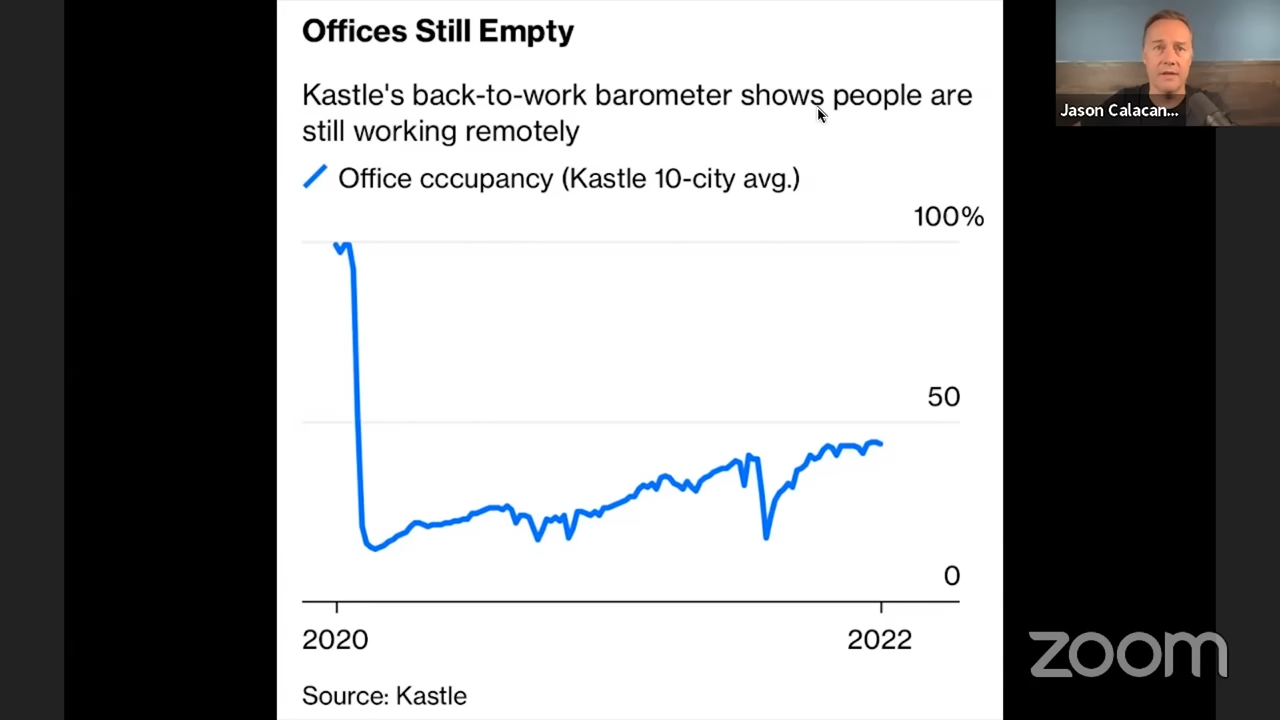 Offices Still Empty
Kastle's back-to-work barometer shows people are
still working remotely
Office cccupancy (Kastle 10-city avg.)
100%
50
0
2020
2022
Source: Kastle
Jason Calacan...
zoom